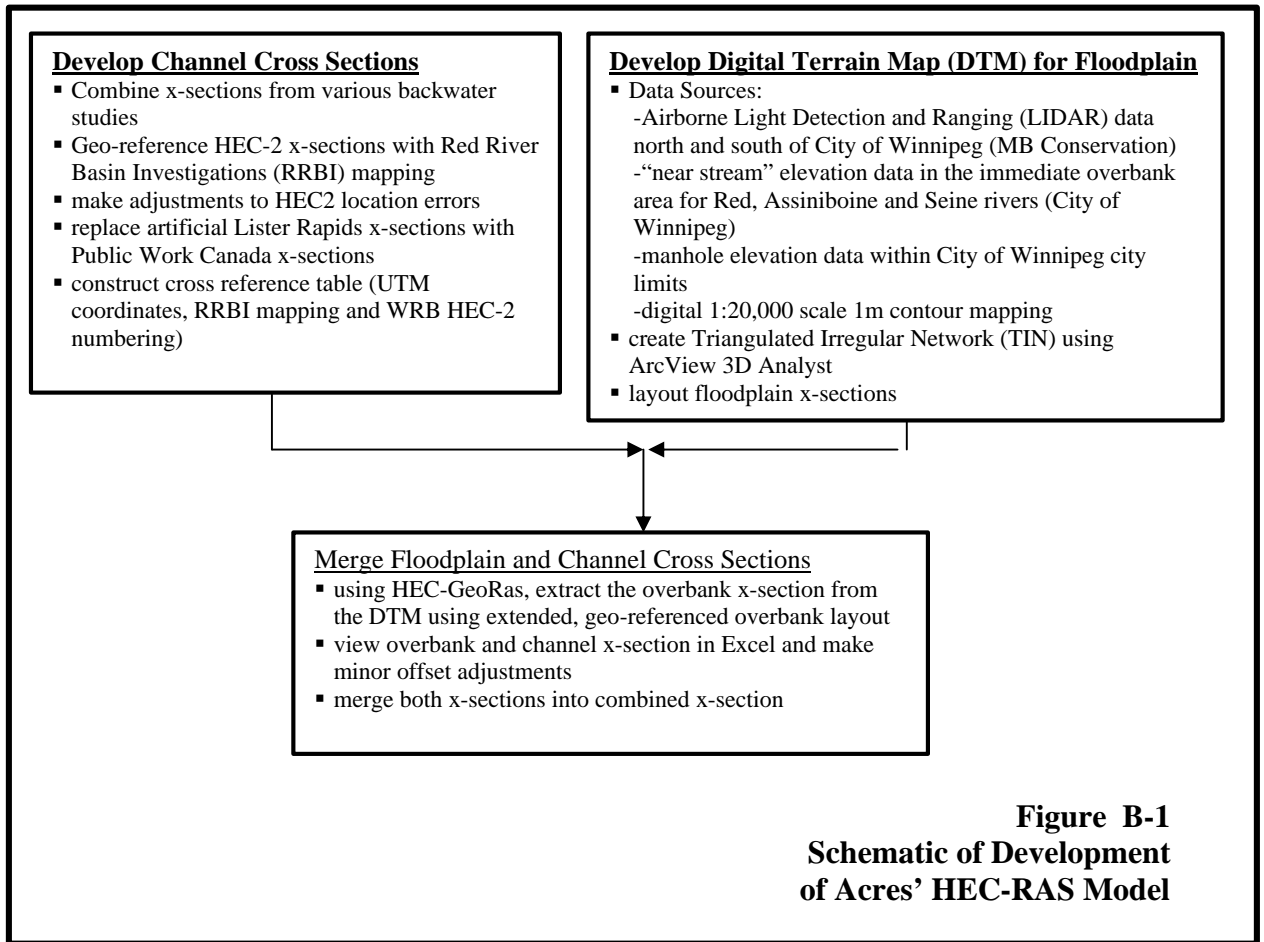 Develop Channel Cross Sections
▪ Combine x-sections from various backwater
studies
▪ Geo-reference HEC-2 x-sections with Red River
Basin Investigations (RRBI) mapping
▪ make adjustments to HEC2 location errors
▪ replace artificial Lister Rapids x-sections with
Public Work Canada x-sections
▪ construct cross reference table (UTM
coordinates, RRBI mapping and WRB HEC-2
numbering)
Develop Digital Terrain Map (DTM) for Floodplain
▪ Data Sources:
-Airborne Light Detection and Ranging (LIDAR) data
north and south of City of Winnipeg (MB Conservation)
-“near stream” elevation data in the immediate overbank
area for Red, Assiniboine and Seine rivers (City of
Winnipeg)
-manhole elevation data within City of Winnipeg city
limits
-digital 1:20,000 scale 1m contour mapping
▪ create Triangulated Irregular Network (TIN) using
ArcView 3D Analyst
▪ layout floodplain x-sections
Merge Floodplain and Channel Cross Sections
▪ using HEC-GeoRas, extract the overbank x-section from
the DTM using extended, geo-referenced overbank layout
▪ view overbank and channel x-section in Excel and make
minor offset adjustments
▪ merge both x-sections into combined x-section
Figure B-1
Schematic of Development
of Acres’ HEC-RAS Model